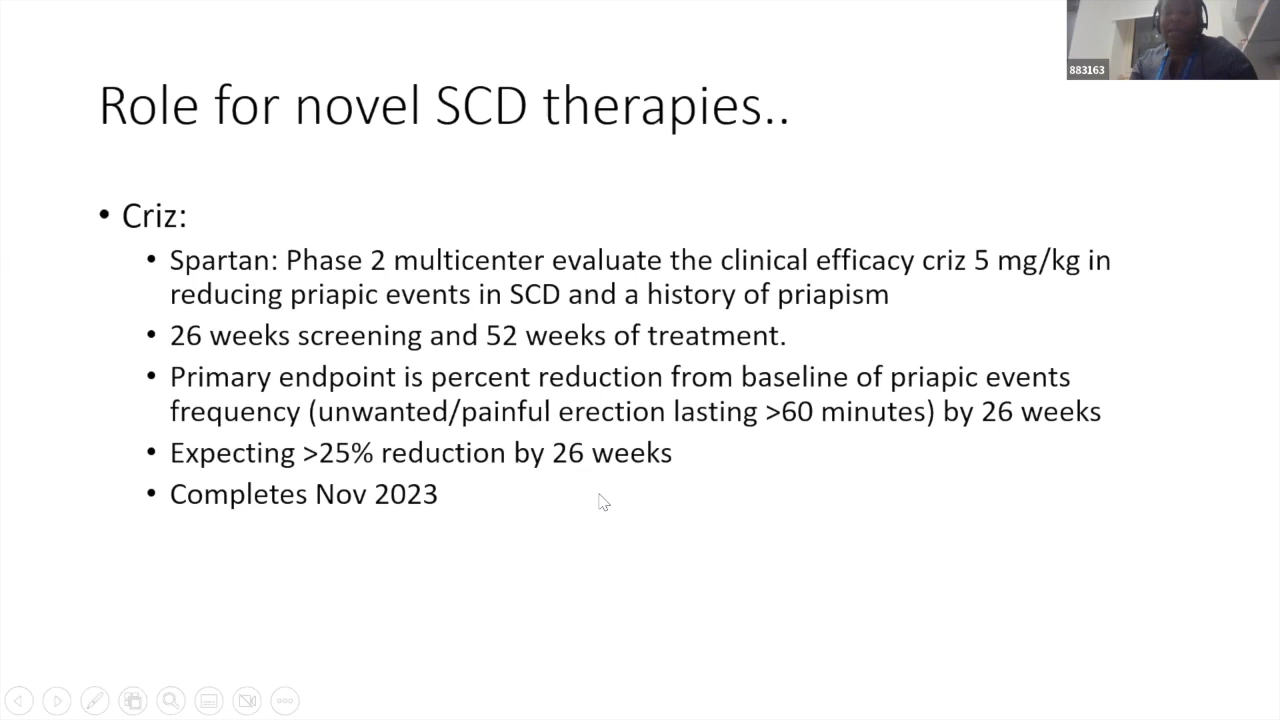 883163
Role for novel SCD therapies..
• Criz:
• Spartan: Phase 2 multicenter evaluate the clinical efficacy criz 5 mg/kg in
reducing priapic events in SCD and a history of priapism
• 26 weeks screening and 52 weeks of treatment.
• Primary endpoint is percent reduction from baseline of priapic events
frequency (unwanted/painful erection lasting >60 minutes) by 26 weeks
• Expecting >25% reduction by 26 weeks
• Completes Nov 2023